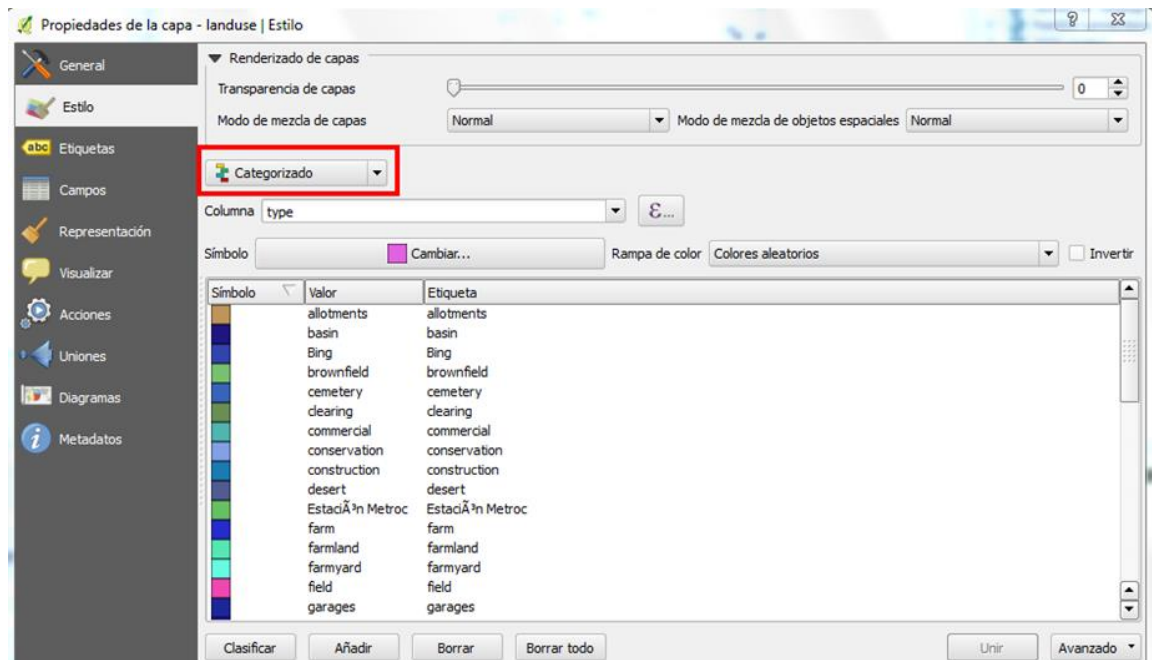 Propiedades de la capa - landuse | Estilo
General
Estilo
abc Etiquetas
Campos
Representación
Visualizar
Acciones
Uniones
Diagramas
Metadatos
Renderizado de capas
Transparencia de capas 0
Modo de mezcla de capas Normal Modo de mezcla de objetos espaciales Normal
Categorizado
Columna type ε...
Símbolo Cambiar... Rampa de color Colores aleatorios Invertir
Símbolo Valor Etiqueta
allotments allotments
basin basin
Bing Bing
brownfield brownfield
cemetery cemetery
clearing clearing
commercial commercial
conservation conservation
construction construction
desert desert
EstaciÃ³n Metroc EstaciÃ³n Metroc
farm farm
farmland farmland
farmyard farmyard
field field
garages garages
Clasificar Añadir Borrar Borrar todo Unir Avanzado